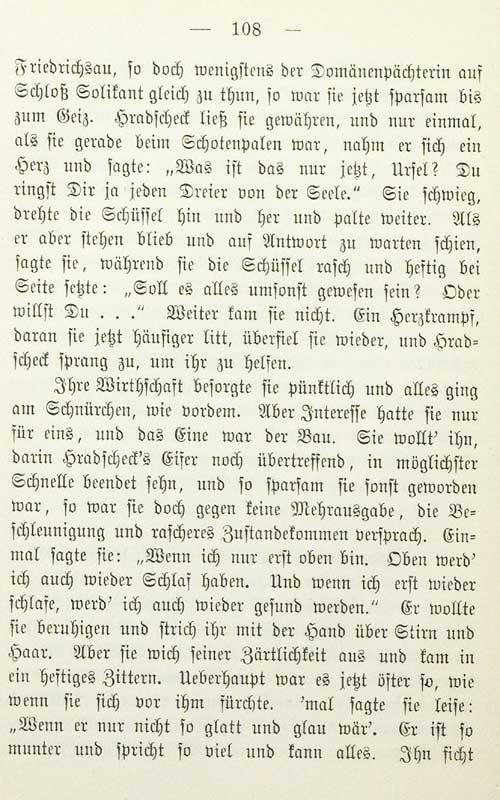 — 108 —
Friedrichsau, so doch wenigstens der Domänenpächterin auf
Schloß Solikant gleich zu thun, so war sie jetzt sparsam bis
zum Geiz. Hradscheck ließ sie gewähren, und nur einmal,
als sie gerade beim Schotenpalen war, nahm er sich ein
Herz und sagte: „Was ist das nur jetzt, Ursel? Du
ringst Dir ja jeden Dreier von der Seele.“ Sie schwieg,
drehte die Schüssel hin und her und palte weiter. Als
er aber stehen blieb und auf Antwort zu warten schien,
sagte sie, während sie die Schüssel rasch und heftig bei
Seite setzte: „Soll es alles umsonst gewesen sein? Oder
willst Du . . .“ Weiter kam sie nicht. Ein Herzkrampf,
daran sie jetzt häufiger litt, überfiel sie wieder, und Hrad-
scheck sprang zu, um ihr zu helfen.
Ihre Wirthschaft besorgte sie pünktlich und alles ging
am Schnürchen, wie vordem. Aber Interesse hatte sie nur
für eins, und das Eine war der Bau. Sie wollt’ ihn,
darin Hradscheck’s Eifer noch übertreffend, in möglichster
Schnelle beendet sehn, und so sparsam sie sonst geworden
war, so war sie doch gegen keine Mehrausgabe, die Be-
schleunigung und rascheres Zustandekommen versprach. Ein-
mal sagte sie: „Wenn ich nur erst oben bin. Oben werd’
ich auch wieder Schlaf haben. Und wenn ich erst wieder
schlafe, werd’ ich auch wieder gesund werden.“ Er wollte
sie beruhigen und strich ihr mit der Hand über Stirn und
Haar. Aber sie wich seiner Zärtlichkeit aus und kam in
ein heftiges Zittern. Ueberhaupt war es jetzt öfter so, wie
wenn sie sich vor ihm fürchte. ’mal sagte sie leise:
„Wenn er nur nicht so glatt und glau wär’. Er ist so
munter und spricht so viel und kann alles. Ihn ficht